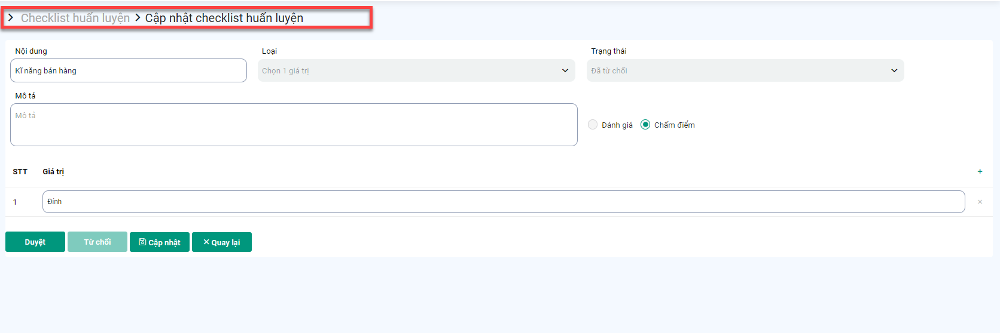 Checklist huấn luyện > Cập nhật checklist huấn luyện
Nội dung
Loại
Trạng thái
Kĩ năng bán hàng
Chọn 1 giá trị
Đã từ chối
Mô tả
Mô tả
Đánh giá
Chấm điểm
STT
Giá trị
+
1
Đính
×
Duyệt
Từ chối
Cập nhật
× Quay lại